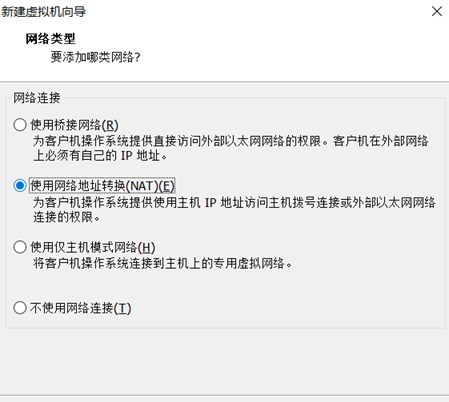 新建虚拟机向导
网络类型
要添加哪类网络?
网络连接
使用桥接网络(R)
为客户机操作系统提供直接访问外部以太网网络的权限。客户机在外部网络
上必须有自己的 IP 地址。
使用网络地址转换(NAT)(E)
为客户机操作系统提供使用主机 IP 地址访问主机拨号连接或外部以太网网络
连接的权限。
使用仅主机模式网络(H)
将客户机操作系统连接到主机上的专用虚拟网络。
不使用网络连接(T)